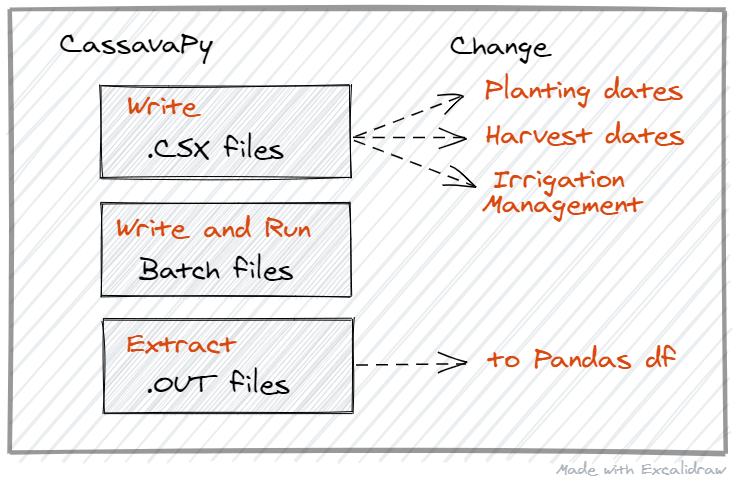 CassavaPy
Change
Write
.CSX files
Planting dates
Harvest dates
Irrigation
Management
Write and Run
Batch files
Extract
.OUT files
to Pandas df
Made with Excalidraw